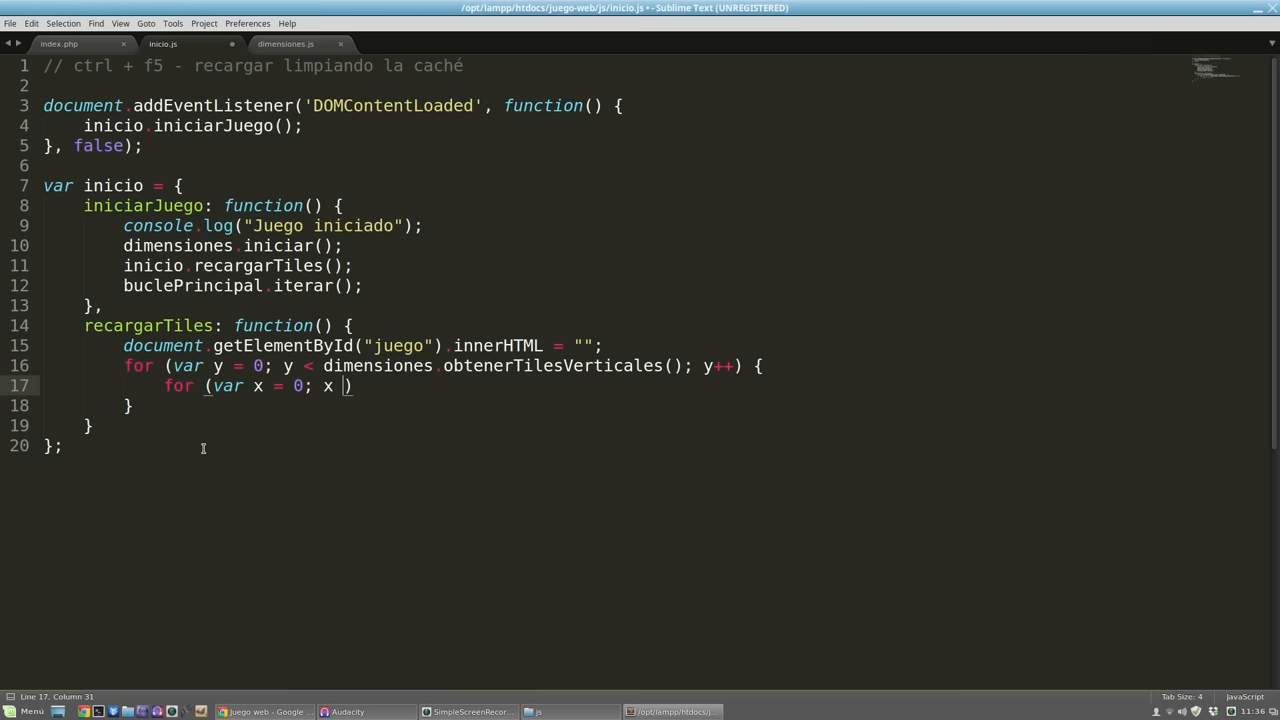 /opt/lampp/htdocs/juego-web/js/inicio.js • - Sublime Text (UNREGISTERED)
File Edit Selection Find View Goto Tools Project Preferences Help
index.php inicio.js dimensiones.js
1 // ctrl + f5 - recargar limpiando la caché
2
3 document.addEventListener('DOMContentLoaded', function() {
4 inicio.iniciarJuego();
5 }, false);
6
7 var inicio = {
8 iniciarJuego: function() {
9 console.log("Juego iniciado");
10 dimensiones.iniciar();
11 inicio.recargarTiles();
12 buclePrincipal.iterar();
13 },
14 recargarTiles: function() {
15 document.getElementById("juego").innerHTML = "";
16 for (var y = 0; y < dimensiones.obtenerTilesVerticales(); y++) {
17 for (var x = 0; x )
18 }
19 }
20 };
Line 17, Column 31 Tab Size: 4 JavaScript
Menú Juego web - Google ... Audacity SimpleScreenRecor... js /opt/lampp/htdocs/j... 11:36